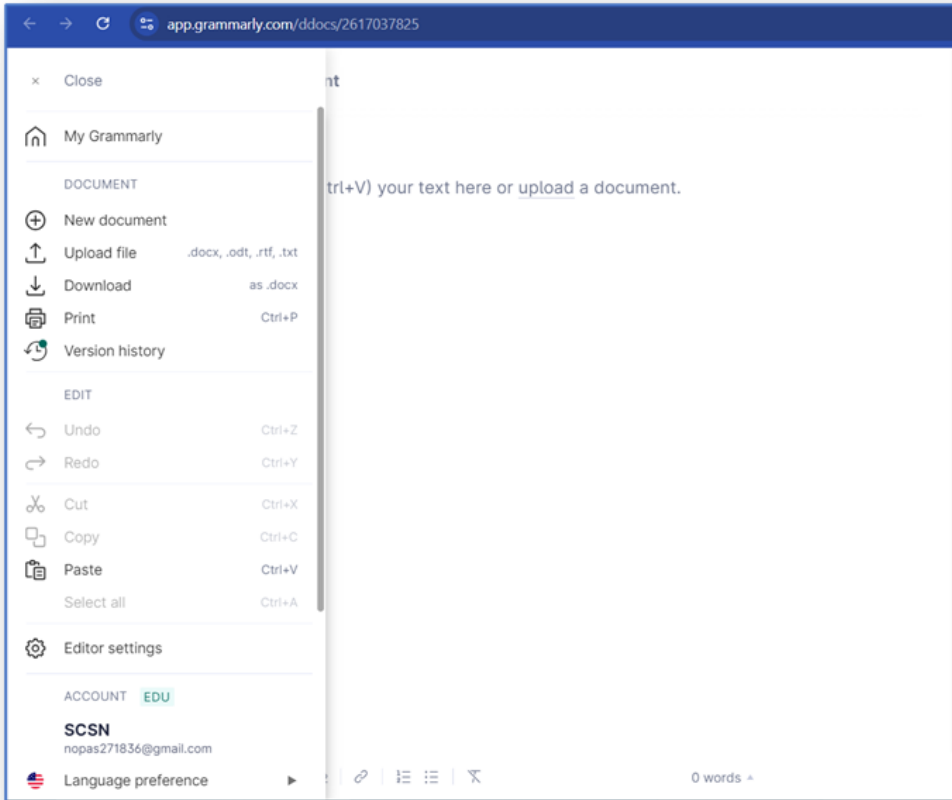 app.grammarly.com/ddocs/2617037825
× Close
nt
My Grammarly
trl+V) your text here or upload a document.
DOCUMENT
New document
Upload file .docx, .odt, .rtf, .txt
Download as .docx
Print Ctrl+P
Version history
EDIT
Undo Ctrl+Z
Redo Ctrl+Y
Cut Ctrl+X
Copy Ctrl+C
Paste Ctrl+V
Select all Ctrl+A
Editor settings
ACCOUNT EDU
SCSN
nopas271836@gmail.com
Language preference
0 words